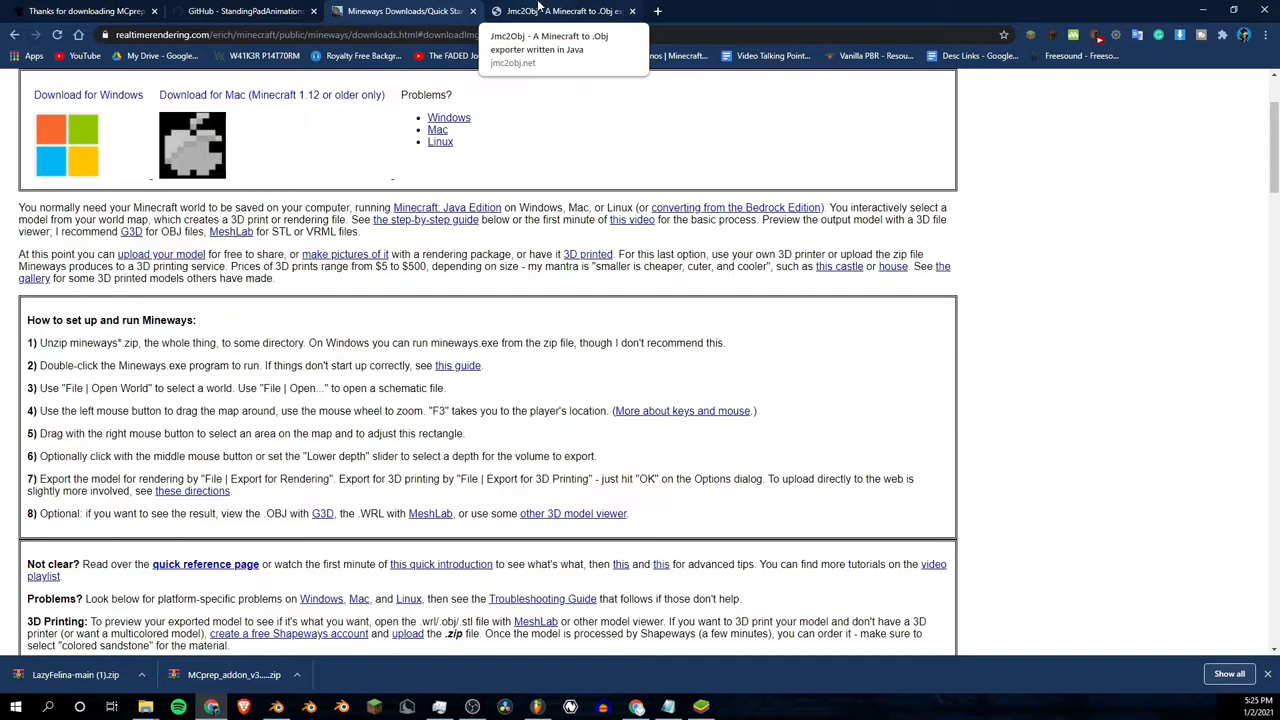 Thanks for downloading MCprep
GitHub - StandingPadAnimations
Mineways Downloads/Quick Sta
Jmc2Obj - A Minecraft to .Obj ex
realtimerendering.com/erich/minecraft/public/mineways/downloads.html#downloadIm
Apps
YouTube
My Drive - Google...
W41K3R P14T70RM
Breath of the Wild...
The FADED J
nos | Minecraft...
Video Talking Point...
Vanilla PBR - Resou...
Desc Links - Googl...
Freesound - Freeso...
Jmc2Obj - A Minecraft to .Obj
exporter written in Java
jmc2obj.net
Download for Windows
Download for Mac (Minecraft 1.12 or older only)
Problems?
• Windows
• Mac
• Linux
You normally need your Minecraft world to be saved on your computer, running Minecraft: Java Edition on Windows, Mac, or Linux (or converting from the Bedrock Edition). You interactively select a
model from your world map, which creates a 3D print or rendering file. See the step-by-step guide below or the first minute of this video for the basic process. Preview the output model with a 3D file
viewer; I recommend G3D for OBJ files, MeshLab for STL or VRML files.
At this point you can upload your model for free to share, or make pictures of it with a rendering package, or have it 3D printed. For this last option, use your own 3D printer or upload the zip file
Mineways produces to a 3D printing service. Prices of 3D prints range from $5 to $500, depending on size - my mantra is "smaller is cheaper, cuter, and cooler", such as this castle or house. See the
gallery for some 3D printed models others have made.
How to set up and run Mineways:
1) Unzip mineways*.zip, the whole thing, to some directory. On Windows you can run mineways.exe from the zip file, though I don't recommend this.
2) Double-click the Mineways.exe program to run. If things don't start up correctly, see this guide.
3) Use "File | Open World" to select a world. Use "File | Open..." to open a schematic file.
4) Use the left mouse button to drag the map around, use the mouse wheel to zoom. "F3" takes you to the player's location. (More about keys and mouse.)
5) Drag with the right mouse button to select an area on the map and to adjust this rectangle.
6) Optionally click with the middle mouse button or set the "Lower depth" slider to select a depth for the volume to export.
7) Export the model for rendering by "File | Export for Rendering". Export for 3D printing by "File | Export for 3D Printing" - just hit "OK" on the Options dialog. To upload directly to the web is
slightly more involved, see these directions.
8) Optional: if you want to see the result, view the .OBJ with G3D, the .WRL with MeshLab, or use some other 3D model viewer.
Not clear? Read over the quick reference page or watch the first minute of this quick introduction to see what's what, then this and this for advanced tips. You can find more tutorials on the video
playlist.
Problems? Look below for platform-specific problems on Windows, Mac, and Linux, then see the Troubleshooting Guide that follows if those don't help.
3D Printing: To preview your exported model to see if it's what you want, open the .wrl/.obj/.stl file with MeshLab or other model viewer. If you want to 3D print your model and don't have a 3D
printer (or want a multicolored model), create a free Shapeways account and upload the .zip file. Once the model is processed by Shapeways (a few minutes), you can order it - make sure to
select "colored sandstone" for the material.
LazyFelina-main (1).zip
MCprep_addon_v3.....zip
Show all
5:25 PM
1/2/2021